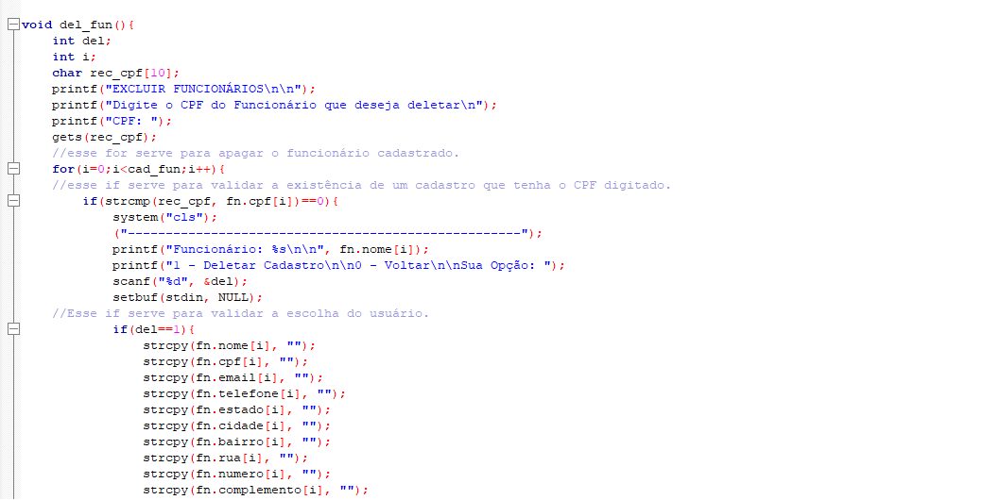 void del_fun(){
    int del;
    int i;
    char rec_cpf[10];
    printf("EXCLUIR FUNCIONÁRIOS\n\n");
    printf("Digite o CPF do Funcionário que deseja deletar\n");
    printf("CPF: ");
    gets(rec_cpf);
    //esse for serve para apagar o funcionário cadastrado.
    for(i=0;i<cad_fun;i++){
    //esse if serve para validar a existência de um cadastro que tenha o CPF digitado.
        if(strcmp(rec_cpf, fn.cpf[i])==0){
            system("cls");
            ("----------------------------------------------------");
            printf("Funcionário: %s\n\n", fn.nome[i]);
            printf("1 - Deletar Cadastro\n\n0 - Voltar\n\nSua Opção: ");
            scanf("%d", &del);
            setbuf(stdin, NULL);
    //Esse if serve para validar a escolha do usuário.
            if(del==1){
                strcpy(fn.nome[i], "");
                strcpy(fn.cpf[i], "");
                strcpy(fn.email[i], "");
                strcpy(fn.telefone[i], "");
                strcpy(fn.estado[i], "");
                strcpy(fn.cidade[i], "");
                strcpy(fn.bairro[i], "");
                strcpy(fn.rua[i], "");
                strcpy(fn.numero[i], "");
                strcpy(fn.complemento[i], "");